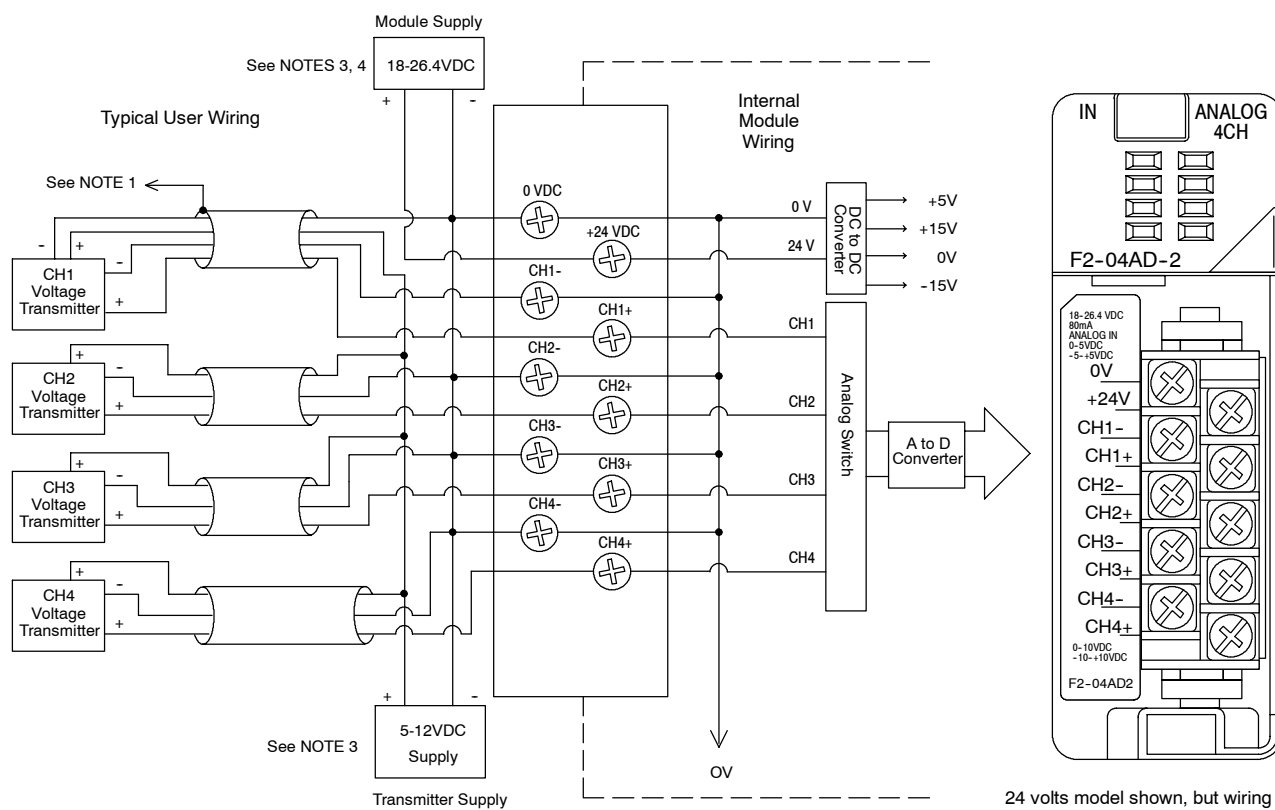 Module Supply
See NOTES 3, 4
18-26.4VDC
+
-
Typical User Wiring
Internal
Module
Wiring
See NOTE 1
-
+
-
+
CH1
Voltage
Transmitter
+
-
+
CH2
Voltage
Transmitter
+
-
+
CH3
Voltage
Transmitter
+
-
+
CH4
Voltage
Transmitter
0 VDC
+24 VDC
CH1-
CH1+
CH2-
CH2+
CH3-
CH3+
CH4-
CH4+
0 V
24 V
DC to DC
Converter
+5V
+15V
0V
-15V
CH1
CH2
CH3
CH4
Analog Switch
A to D
Converter
+
-
See NOTE 3
5-12VDC
Supply
Transmitter Supply
OV
IN
ANALOG
4CH
F2-04AD-2
18-26.4 VDC
80mA
ANALOG IN
0-5VDC
-5-+5VDC
0V
+24V
CH1-
CH1+
CH2-
CH2+
CH3-
CH3+
CH4-
CH4+
0-10VDC
-10-+10VDC
F2-04AD2
24 volts model shown, but wiring